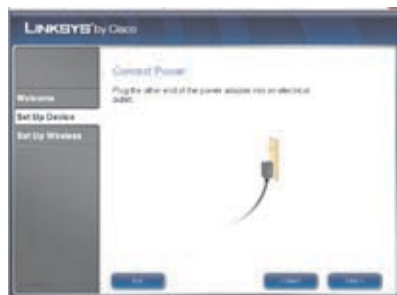 LINKSYS by Cisco
Connect Power
Plug the other end of the power adapter into an electrical
outlet.
Welcome
Set Up Device
Set Up Wireless
Exit